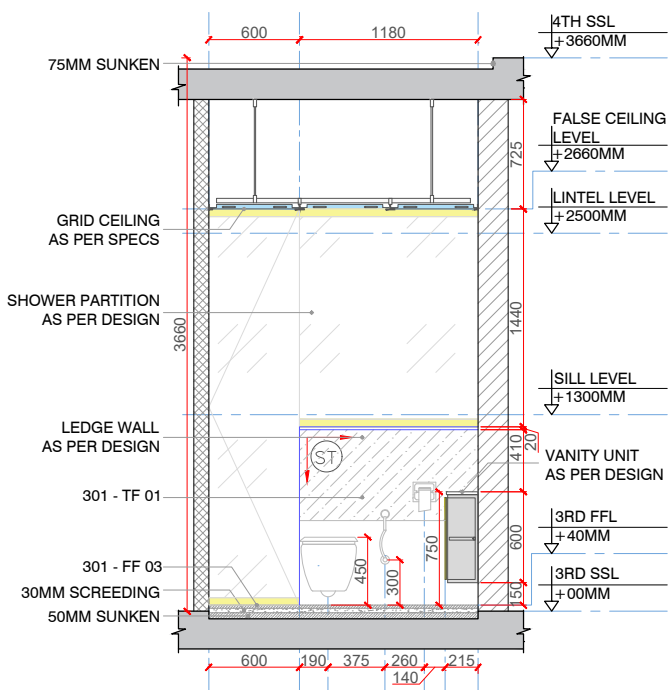 600
1180
4TH SSL
+3660MM
75MM SUNKEN
725
FALSE CEILING
LEVEL
+2660MM
LINTEL LEVEL
+2500MM
GRID CEILING
AS PER SPECS
SHOWER PARTITION
AS PER DESIGN
3660
1440
SILL LEVEL
+1300MM
LEDGE WALL
AS PER DESIGN
ST
410
20
VANITY UNIT
AS PER DESIGN
301 - TF 01
450
300
750
600
3RD FFL
+40MM
301 - FF 03
30MM SCREEDING
50MM SUNKEN
150
3RD SSL
+00MM
600
190
375
260
215
140